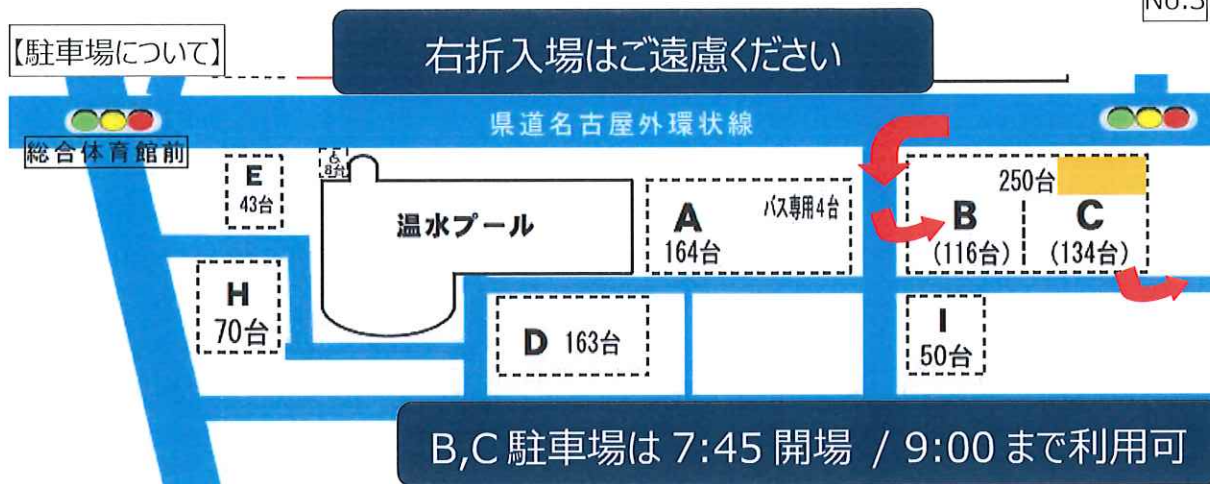 No.3
【駐車場について】
右折入場はご遠慮ください
県道名古屋外環状線
総合体育館前
E
43台
8台
温水プール
A
164台
バス専用4台
250台
B
(116台)
C
(134台)
H
70台
D 163台
I
50台
B,C 駐車場は 7:45 開場 / 9:00 まで利用可